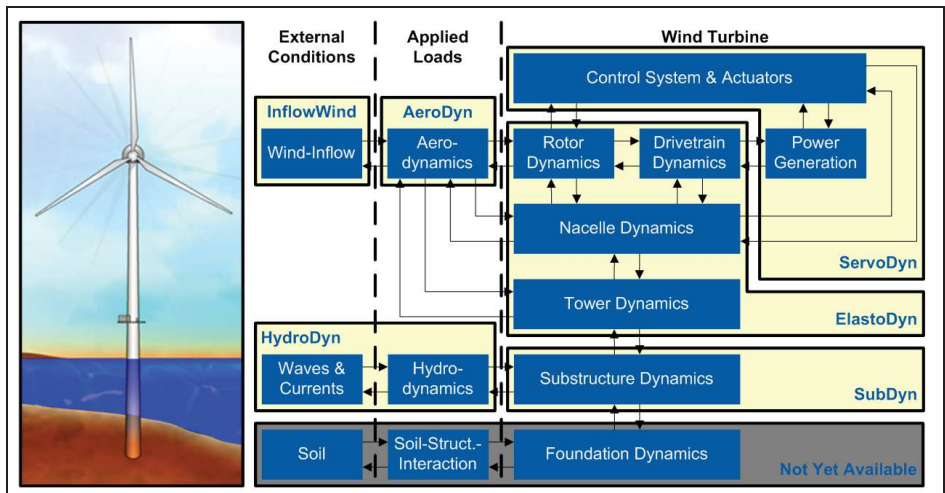 External
Conditions
Applied
Loads
Wind Turbine
Control System & Actuators
InflowWind
AeroDyn
Wind-Inflow
Aero-
dynamics
Rotor
Dynamics
Drivetrain
Dynamics
Power
Generation
Nacelle Dynamics
ServoDyn
Tower Dynamics
ElastoDyn
HydroDyn
Waves &
Currents
Hydro-
dynamics
Substructure Dynamics
SubDyn
Soil
Soil-Struct.-
Interaction
Foundation Dynamics
Not Yet Available